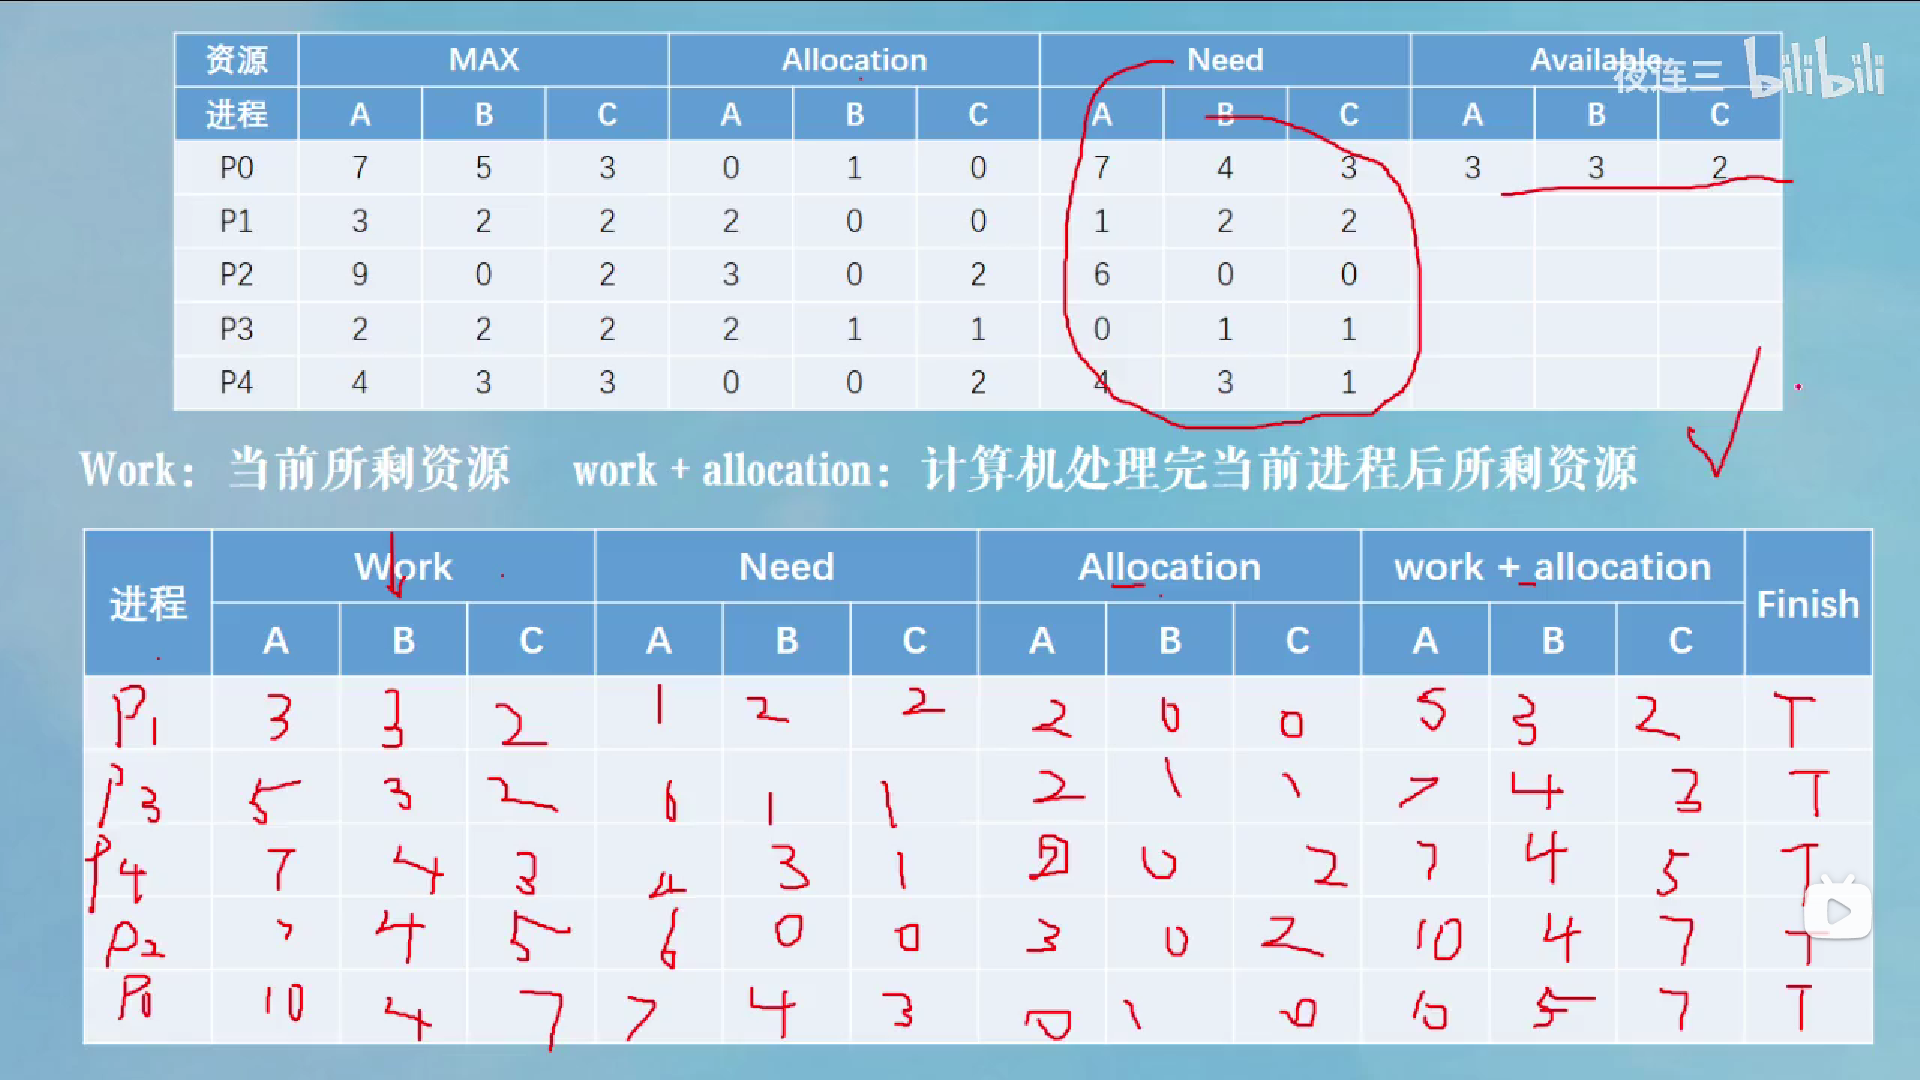 资源 MAX Allocation Need Available
夜连三 bilibili
进程 A B C A B C A B C A B C
P0 7 5 3 0 1 0 7 4 3 3 3 2
P1 3 2 2 2 0 0 1 2 2
P2 9 0 2 3 0 2 6 0 0
P3 2 2 2 2 1 1 0 1 1
P4 4 3 3 0 0 2 4 3 1
Work：当前所剩资源 work + allocation：计算机处理完当前进程后所剩资源
进程 Work Need Allocation work + allocation Finish
A B C A B C A B C A B C
P1 3 3 2 1 2 2 2 0 0 5 3 2 T
P3 5 3 2 0 1 1 2 1 1 7 4 3 T
P4 7 4 3 4 3 1 0 2 7 4 5 T
P2 7 4 5 6 0 0 3 0 2 10 4 7 T
P0 10 4 7 7 4 3 0 1 0 10 5 7 T